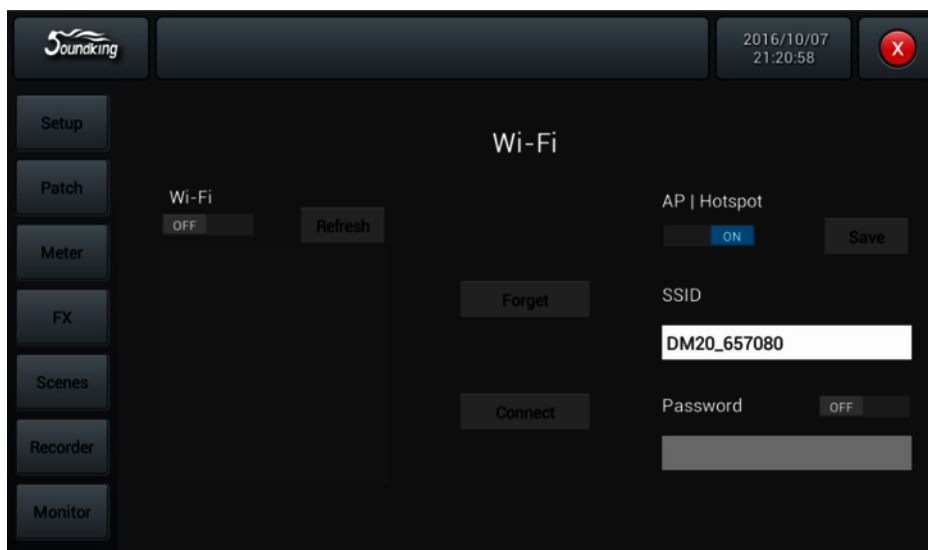 Soundking
2016/10/07
21:20:58
X
Setup
Patch
Meter
FX
Scenes
Recorder
Monitor
Wi-Fi
Wi-Fi
OFF
Refresh
Forget
Connect
AP | Hotspot
ON
Save
SSID
DM20_657080
Password
OFF